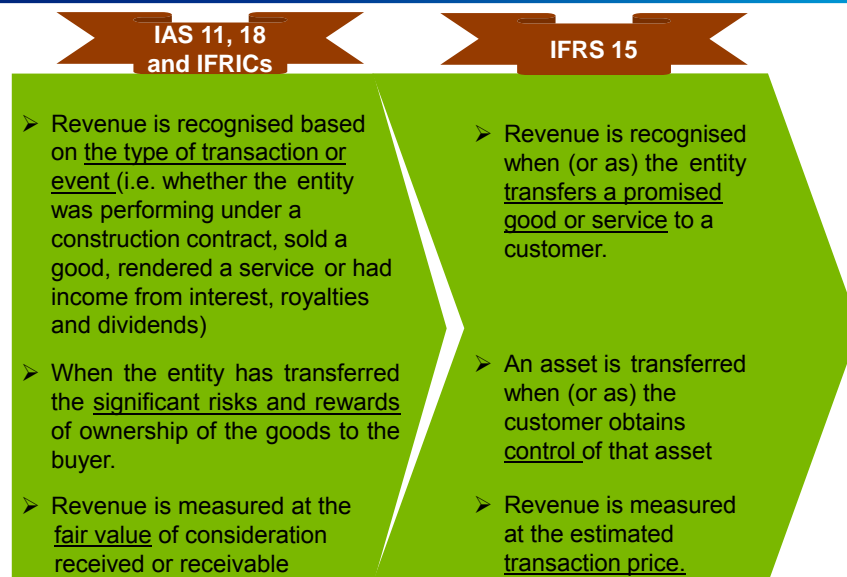 IAS 11, 18
and IFRICs
➢ Revenue is recognised based
on the type of transaction or
event (i.e. whether the entity
was performing under a
construction contract, sold a
good, rendered a service or had
income from interest, royalties
and dividends)
➢ When the entity has transferred
the significant risks and rewards
of ownership of the goods to the
buyer.
➢ Revenue is measured at the
fair value of consideration
received or receivable
IFRS 15
➢ Revenue is recognised
when (or as) the entity
transfers a promised
good or service to a
customer.
➢ An asset is transferred
when (or as) the
customer obtains
control of that asset
➢ Revenue is measured
at the estimated
transaction price.